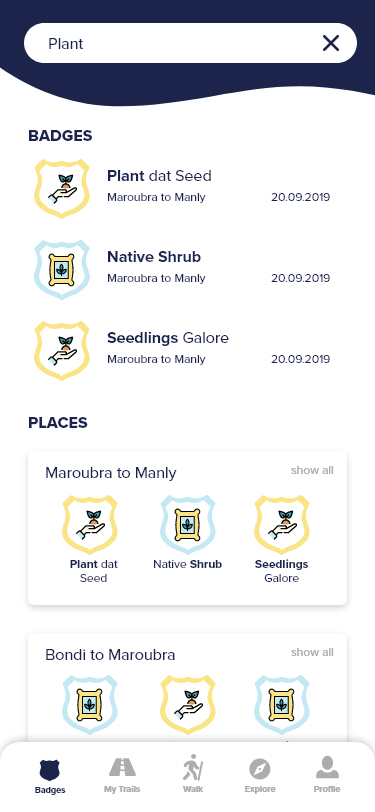 Plant
BADGES
Plant dat Seed
Maroubra to Manly 20.09.2019
Native Shrub
Maroubra to Manly 20.09.2019
Seedlings Galore
Maroubra to Manly 20.09.2019
PLACES
Maroubra to Manly show all
Plant dat
Seed
Native Shrub
Seedlings
Galore
Bondi to Maroubra show all
Badges My Trails Walk Explore Profile